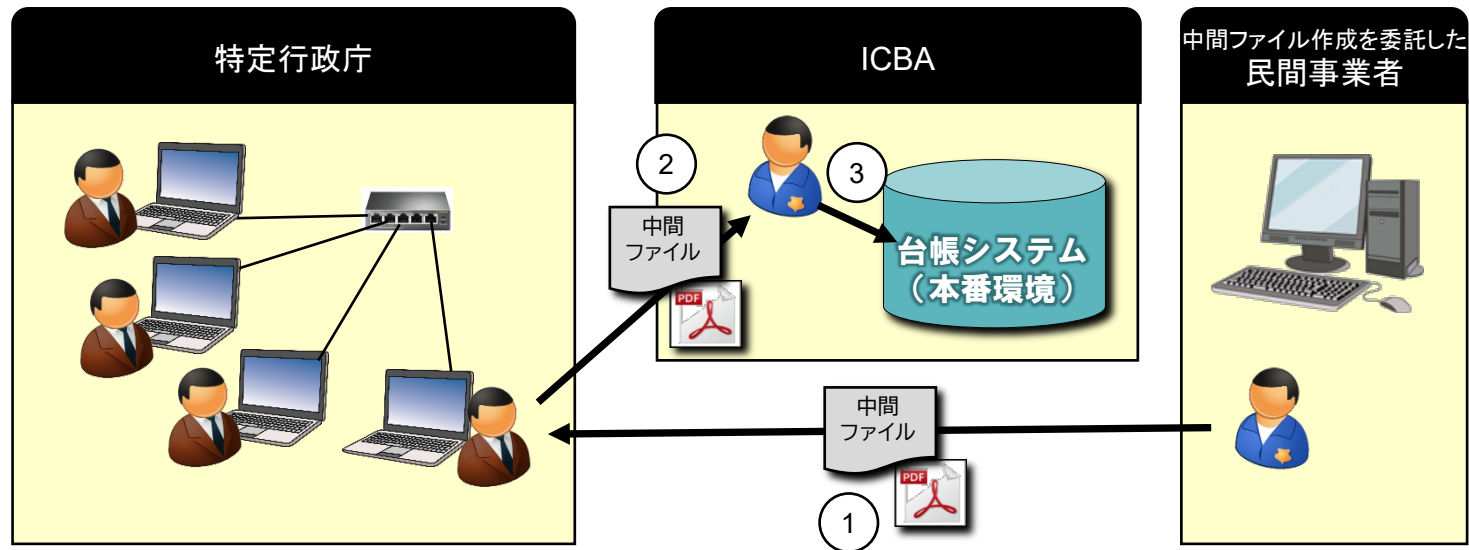 特定行政庁
ICBA
中間ファイル作成を委託した
民間事業者
2
3
中間
ファイル
PDF
台帳システム
（本番環境）
中間
ファイル
PDF
1